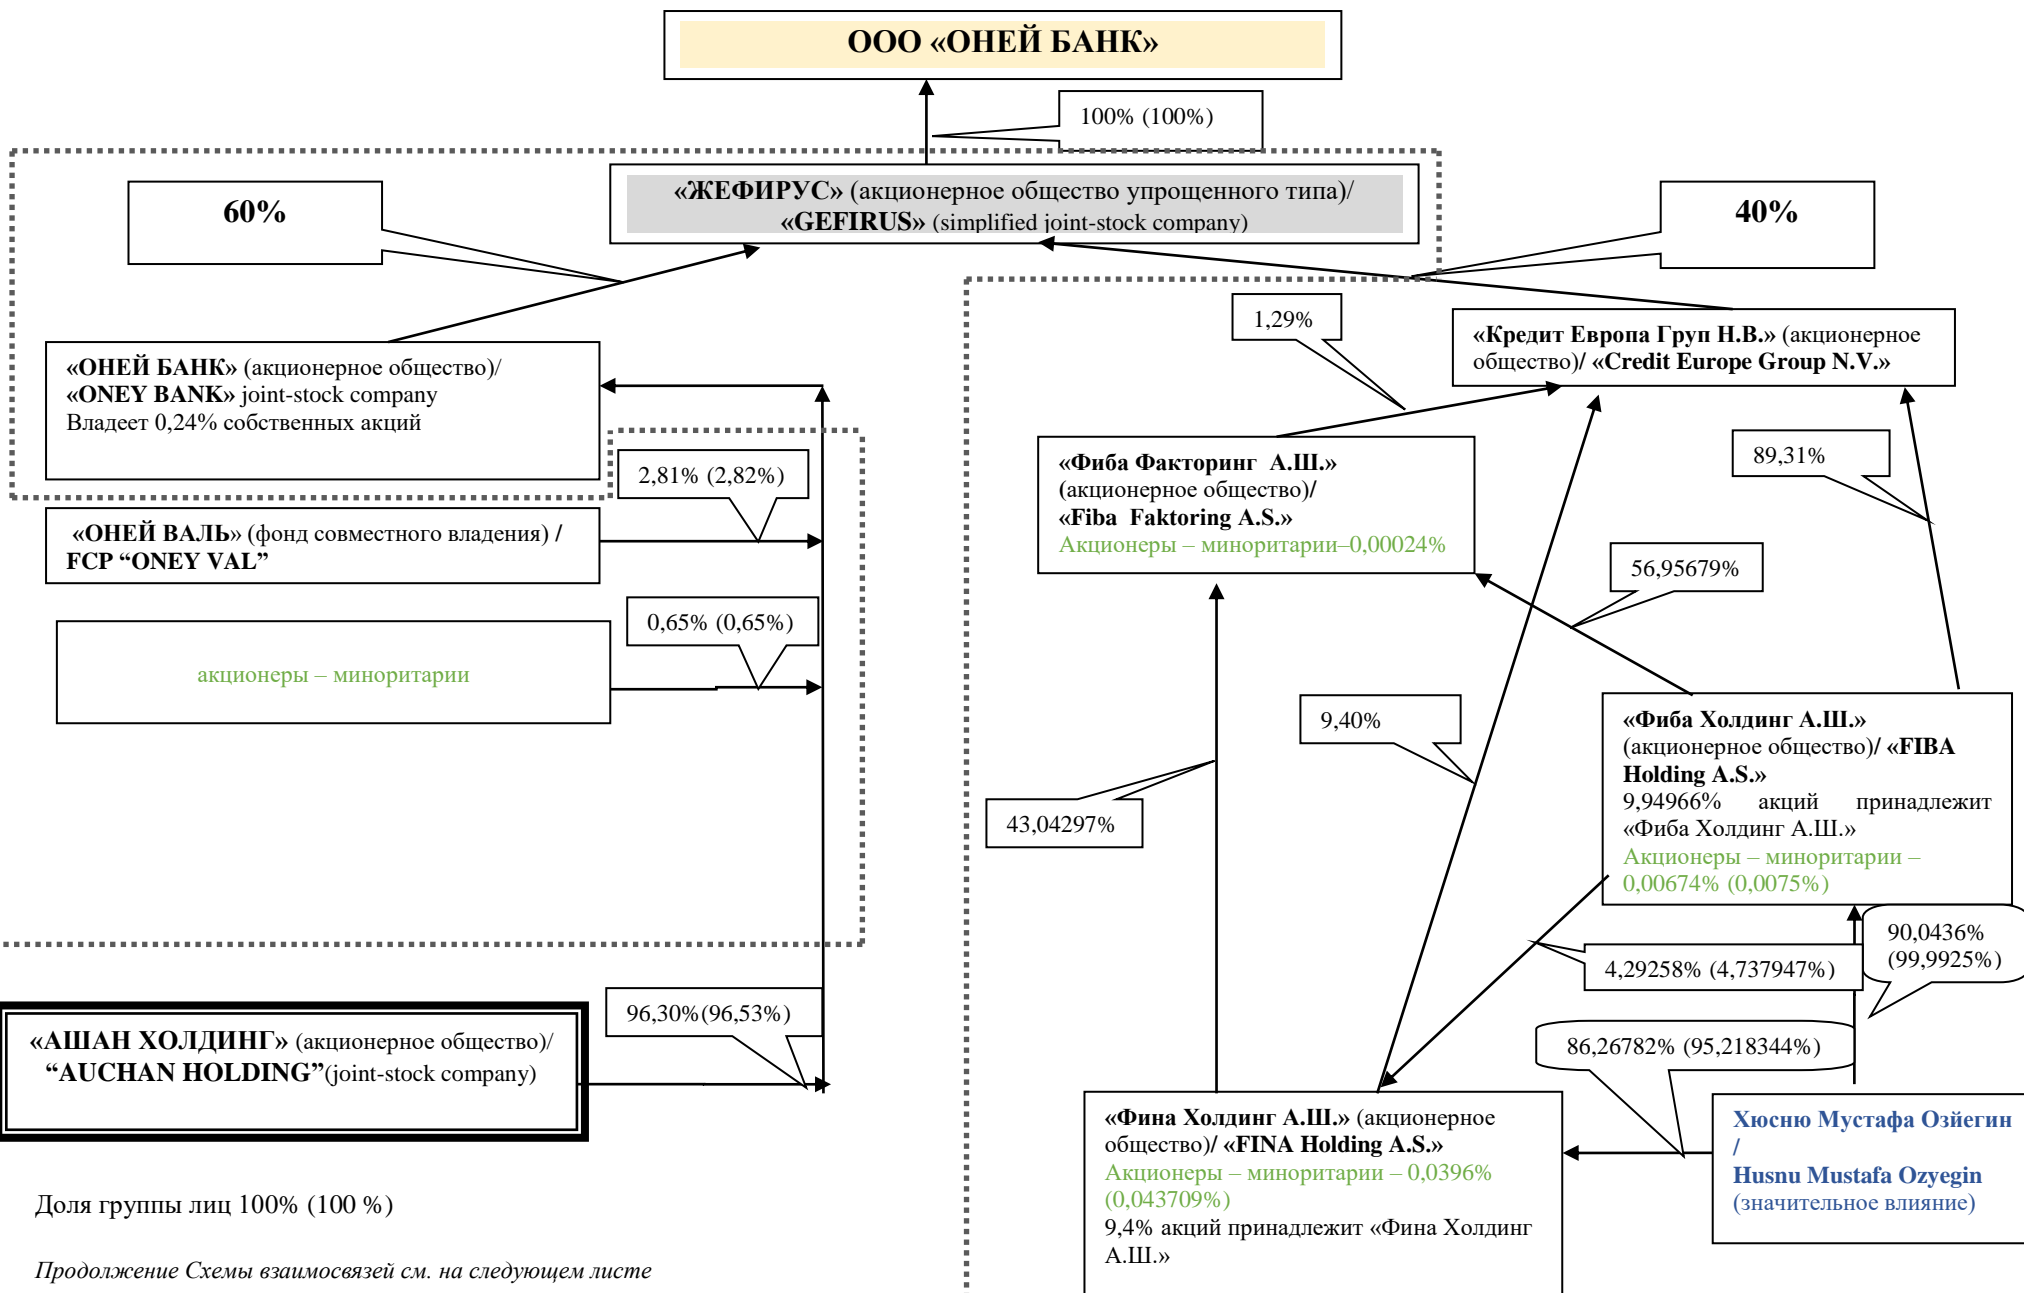 ООО «ОНЕЙ БАНК»
100% (100%)
«ЖЕФИРУС» (акционерное общество упрощенного типа)/
«GEFIRUS» (simplified joint-stock company)
60%
40%
1,29%
«Кредит Европа Груп Н.В.» (акционерное
общество)/ «Credit Europe Group N.V.»
«ОНЕЙ БАНК» (акционерное общество)/
«ONEY BANK» joint-stock company
Владеет 0,24% собственных акций
2,81% (2,82%)
«Фиба Факторинг А.Ш.»
(акционерное общество)/
«Fiba Faktoring A.S.»
Акционеры – миноритарии–0,00024%
89,31%
«ОНЕЙ ВАЛЬ» (фонд совместного владения) /
FCP “ONEY VAL”
56,95679%
0,65% (0,65%)
акционеры – миноритарии
9,40%
«Фиба Холдинг А.Ш.»
(акционерное общество)/ «FIBA
Holding A.S.»
9,94966% акций принадлежит
«Фиба Холдинг А.Ш.»
Акционеры – миноритарии –
0,00674% (0,0075%)
43,04297%
90,0436%
(99,9925%)
4,29258% (4,737947%)
96,30%(96,53%)
«АШАН ХОЛДИНГ» (акционерное общество)/
“AUCHAN HOLDING”(joint-stock company)
86,26782% (95,218344%)
«Фина Холдинг А.Ш.» (акционерное
общество)/ «FINA Holding A.S.»
Акционеры – миноритарии – 0,0396%
(0,043709%)
9,4% акций принадлежит «Фина Холдинг
А.Ш.»
Хюсню Мустафа Озйегин
/
Husnu Mustafa Ozyegin
(значительное влияние)
Доля группы лиц 100% (100 %)
Продолжение Схемы взаимосвязей см. на следующем листе